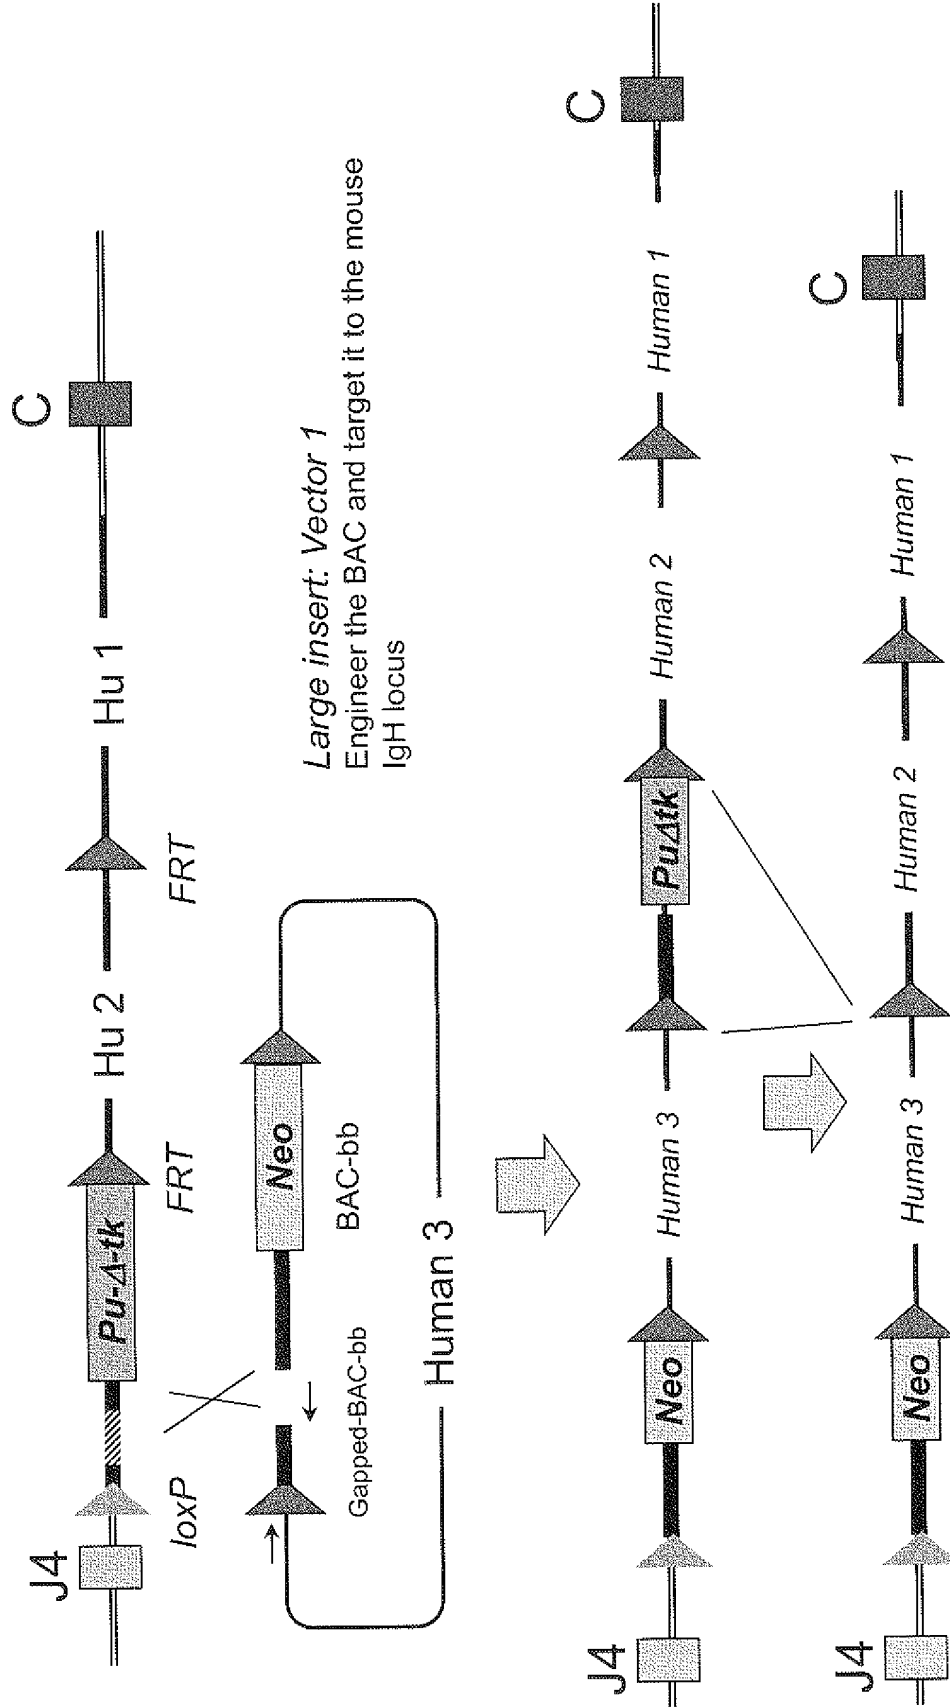 J4
loxP
Pu-Δ-tk
FRT
Hu 2
FRT
Hu 1
C
Gapped-BAC-bb
Neo
BAC-bb
Human 3
Large insert: Vector 1
Engineer the BAC and target it to the mouse
IgH locus
J4
Neo
Human 3
PuΔtk
Human 2
Human 1
C
J4
Neo
Human 3
Human 2
Human 1
C